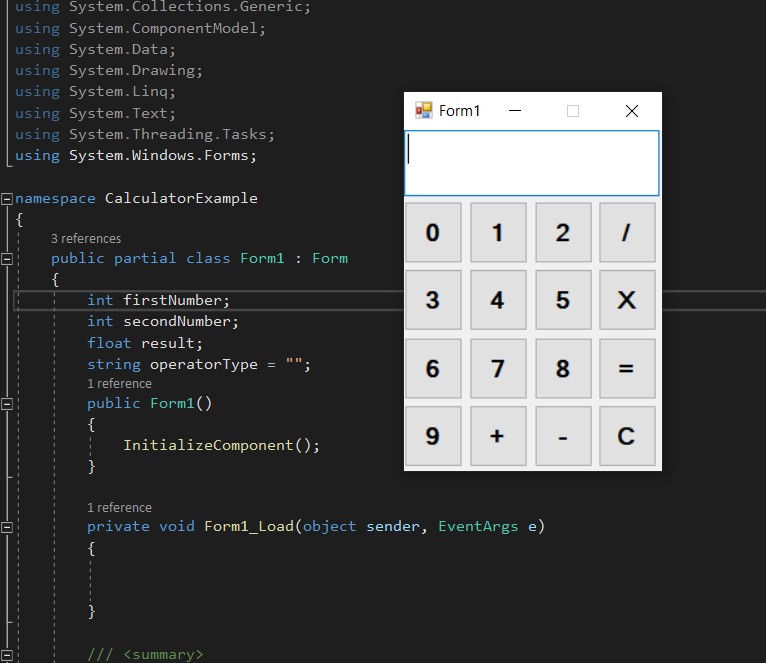 using System.Collections.Generic;
using System.ComponentModel;
using System.Data;
using System.Drawing;
using System.Linq;
using System.Text;
using System.Threading.Tasks;
using System.Windows.Forms;
namespace CalculatorExample
{
3 references
public partial class Form1 : Form
{
int firstNumber;
int secondNumber;
float result;
string operatorType = "";
1 reference
public Form1()
{
InitializeComponent();
}
1 reference
private void Form1_Load(object sender, EventArgs e)
{
}
/// <summary>
Form1
0 1 2 /
3 4 5 X
6 7 8 =
9 + - C